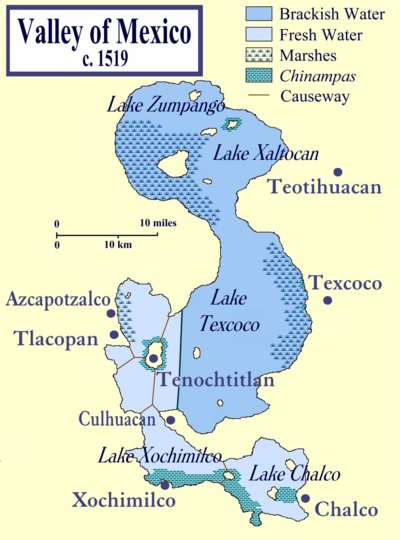 Valley of Mexico
c. 1519
Brackish Water
Fresh Water
Marshes
Chinampas
Causeway
Lake Zumpango
Lake Xaltocan
Teotihuacan
0 10 miles
0 10 km
Azcapotzalco
Tlacopan
Lake
Texcoco
Texcoco
Tenochtitlan
Culhuacan
Lake Xochimilco
Lake Chalco
Xochimilco
Chalco